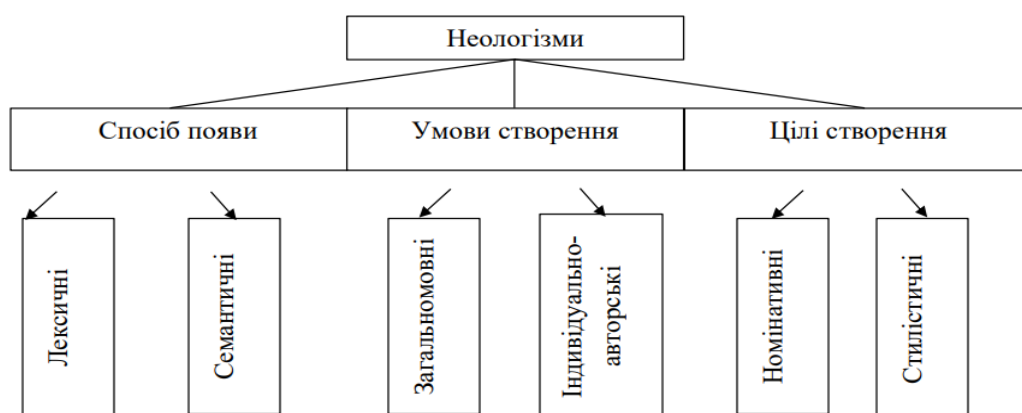 Неологізми
Спосіб появи
Умови створення
Цілі створення
Лексичні
Семантичні
Загальномовні
Індивідуально-
авторські
Номінативні
Стилістичні